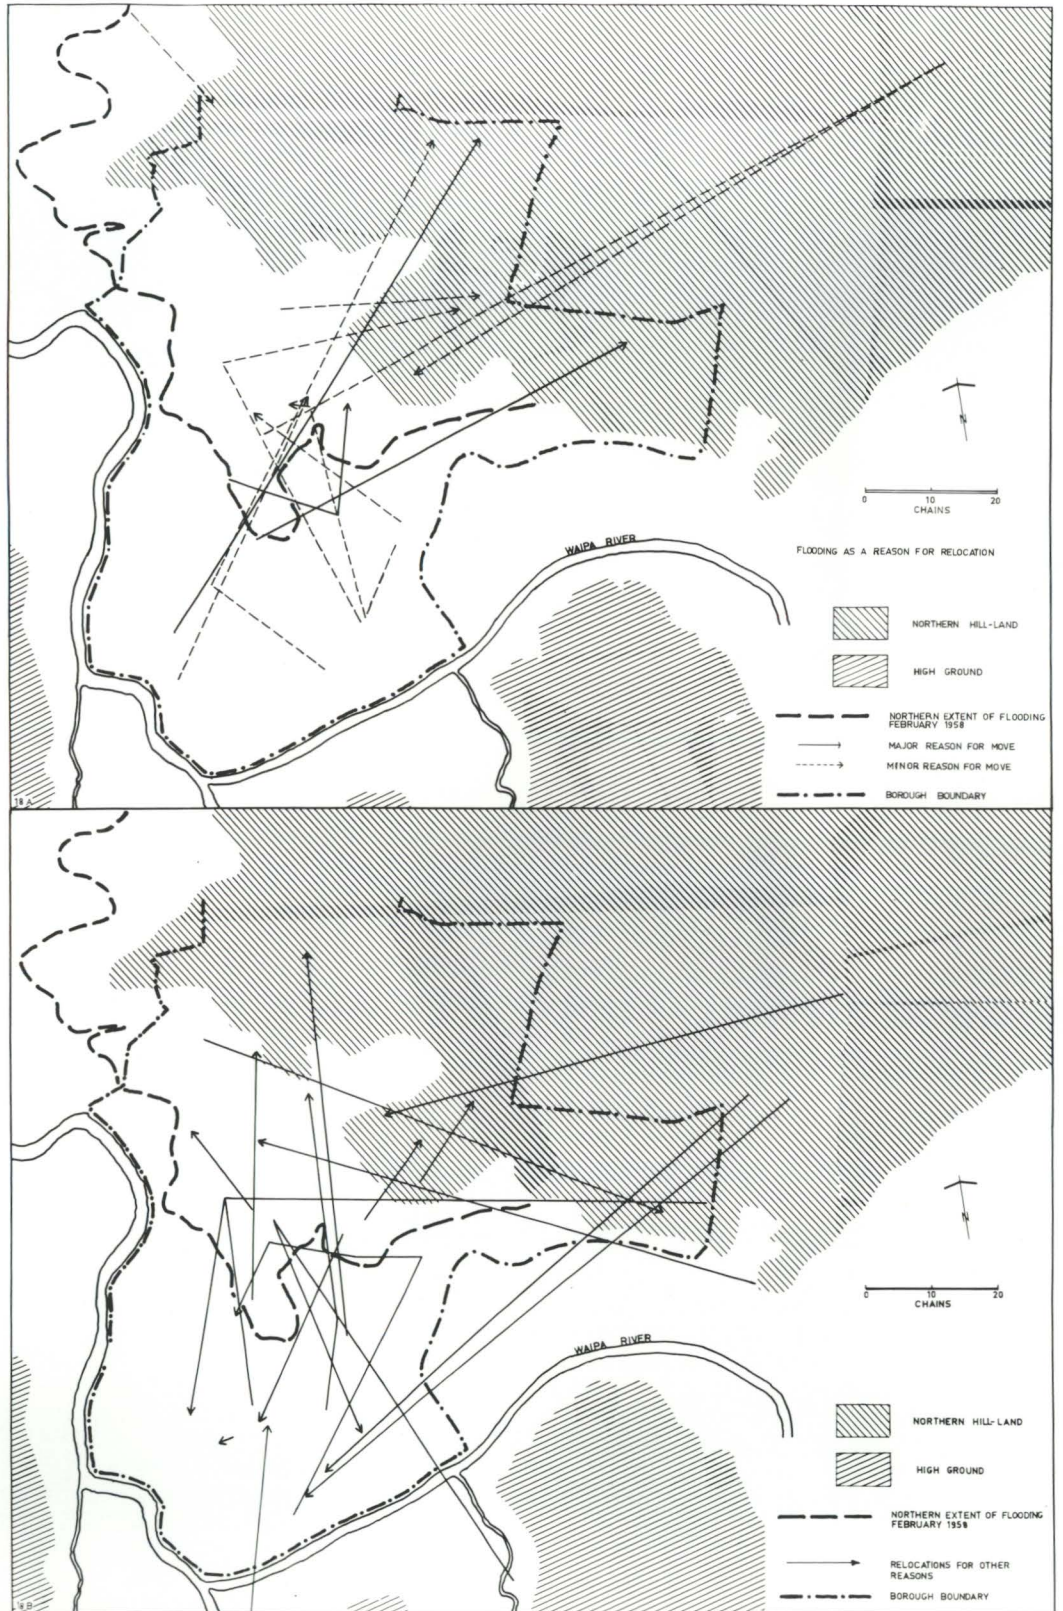 N
0 10 20
CHAINS
WAIPA RIVER
FLOODING AS A REASON FOR RELOCATION
NORTHERN HILL-LAND
HIGH GROUND
NORTHERN EXTENT OF FLOODING
FEBRUARY 1958
MAJOR REASON FOR MOVE
MINOR REASON FOR MOVE
BOROUGH BOUNDARY
18 A
N
0 10 20
CHAINS
WAIPA RIVER
NORTHERN HILL-LAND
HIGH GROUND
NORTHERN EXTENT OF FLOODING
FEBRUARY 1958
RELOCATIONS FOR OTHER
REASONS
BOROUGH BOUNDARY
18 B